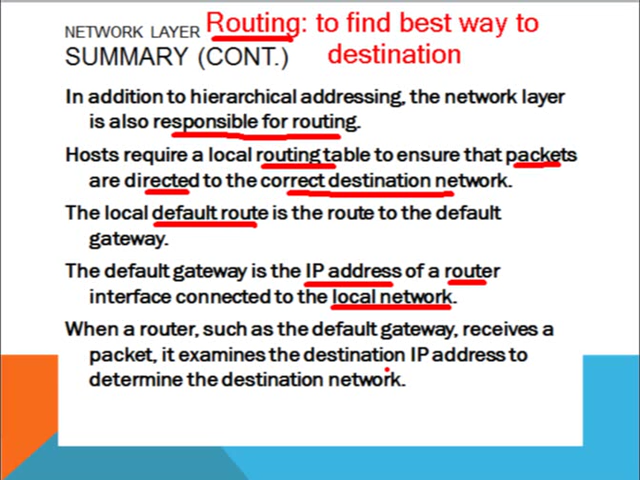 NETWORK LAYER Routing: to find best way to
SUMMARY (CONT.) destination
In addition to hierarchical addressing, the network layer
is also responsible for routing.
Hosts require a local routing table to ensure that packets
are directed to the correct destination network.
The local default route is the route to the default
gateway.
The default gateway is the IP address of a router
interface connected to the local network.
When a router, such as the default gateway, receives a
packet, it examines the destination IP address to
determine the destination network.